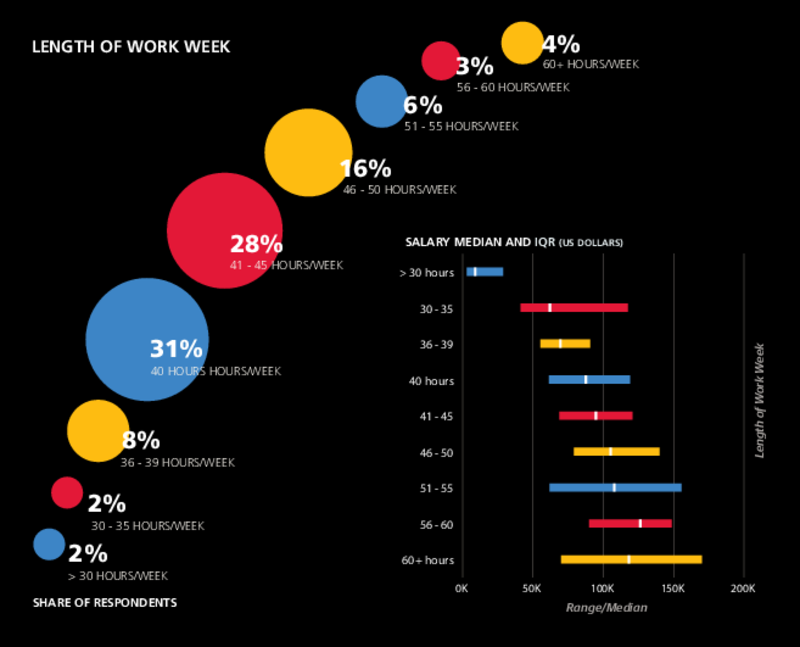 LENGTH OF WORK WEEK
4%
60+ HOURS/WEEK
3%
56 - 60 HOURS/WEEK
6%
51 - 55 HOURS/WEEK
16%
46 - 50 HOURS/WEEK
28%
41 - 45 HOURS/WEEK
31%
40 HOURS HOURS/WEEK
8%
36 - 39 HOURS/WEEK
2%
30 - 35 HOURS/WEEK
2%
> 30 HOURS/WEEK
SHARE OF RESPONDENTS
SALARY MEDIAN AND IQR (US DOLLARS)
> 30 hours
30 - 35
36 - 39
40 hours
41 - 45
46 - 50
51 - 55
56 - 60
60+ hours
0K 50K 100K 150K 200K
Range/Median
Length of Work Week